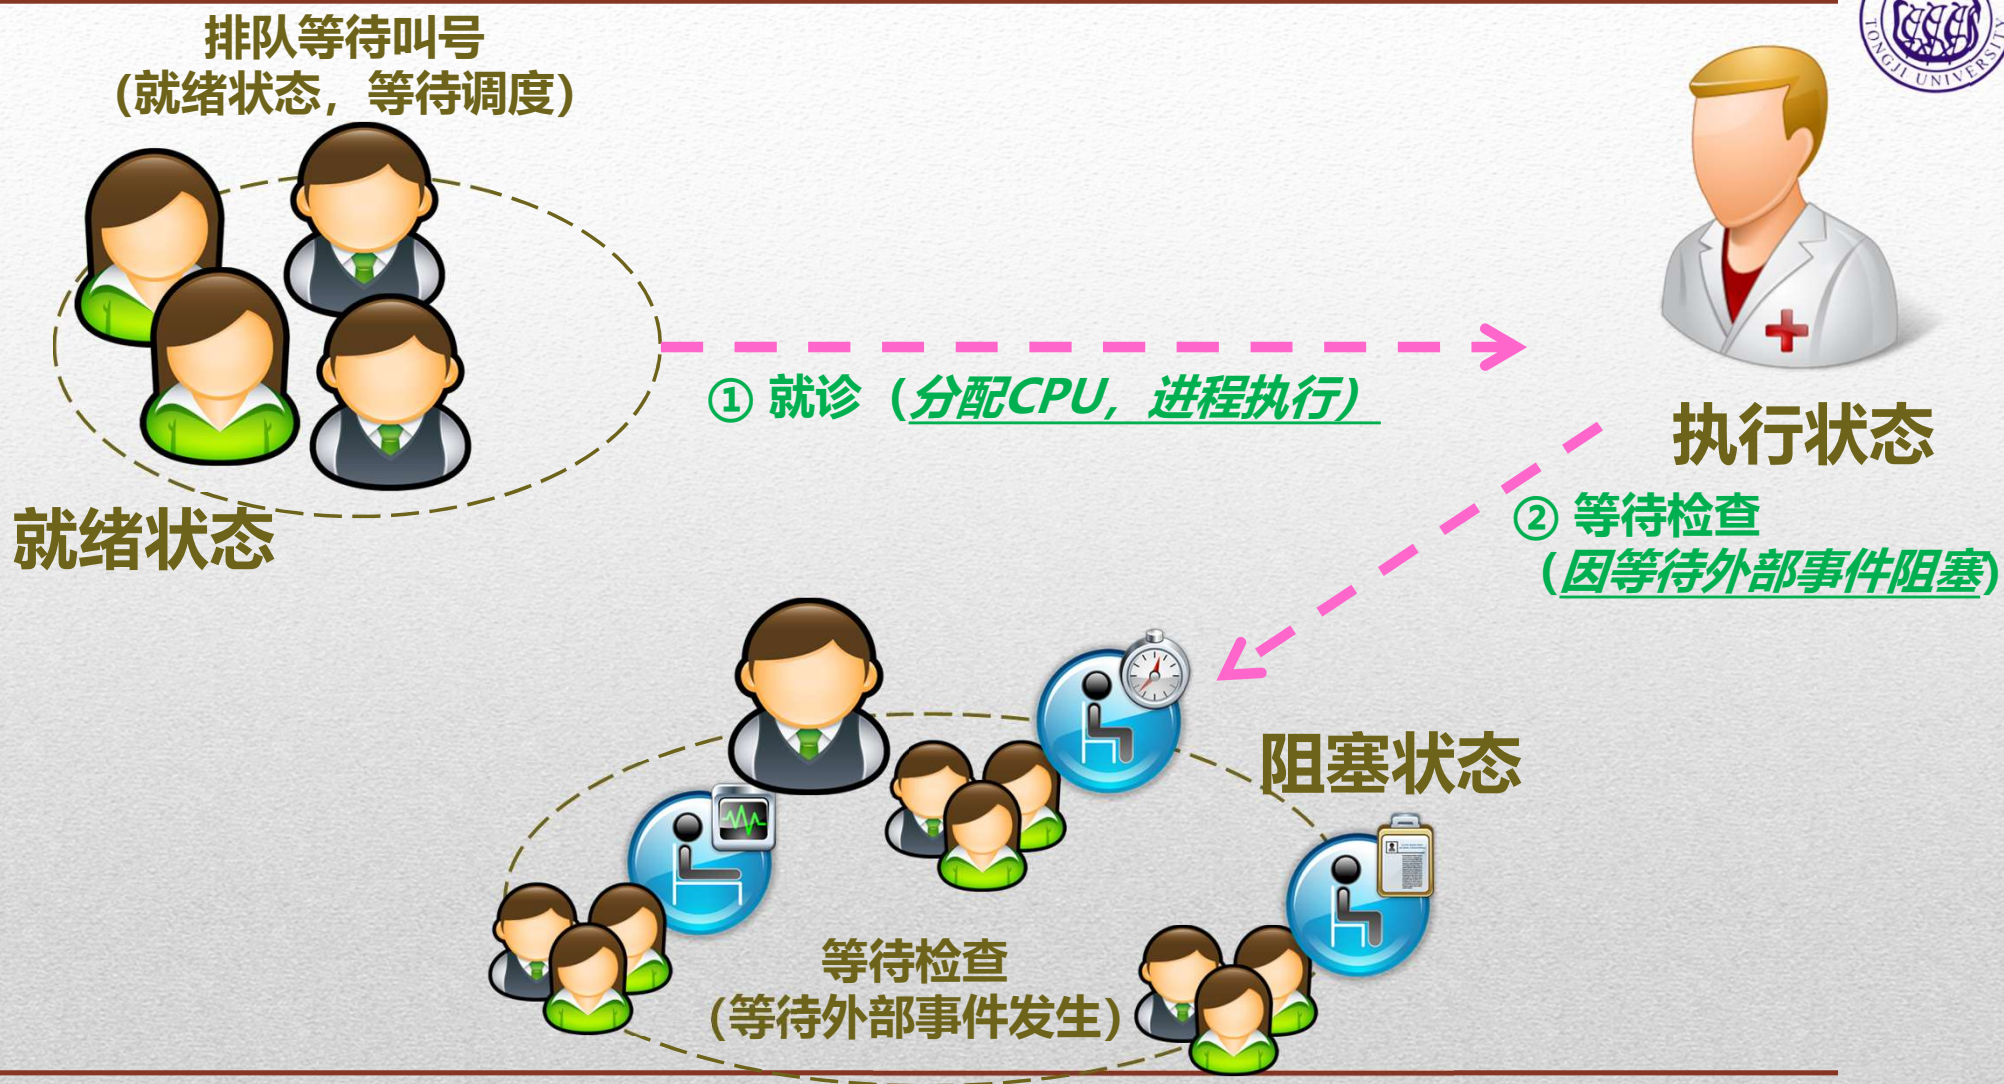 排队等待叫号
（就绪状态，等待调度）
TONGJI UNIVERSITY
① 就诊（分配CPU，进程执行）
执行状态
② 等待检查
（因等待外部事件阻塞）
就绪状态
阻塞状态
等待检查
（等待外部事件发生）